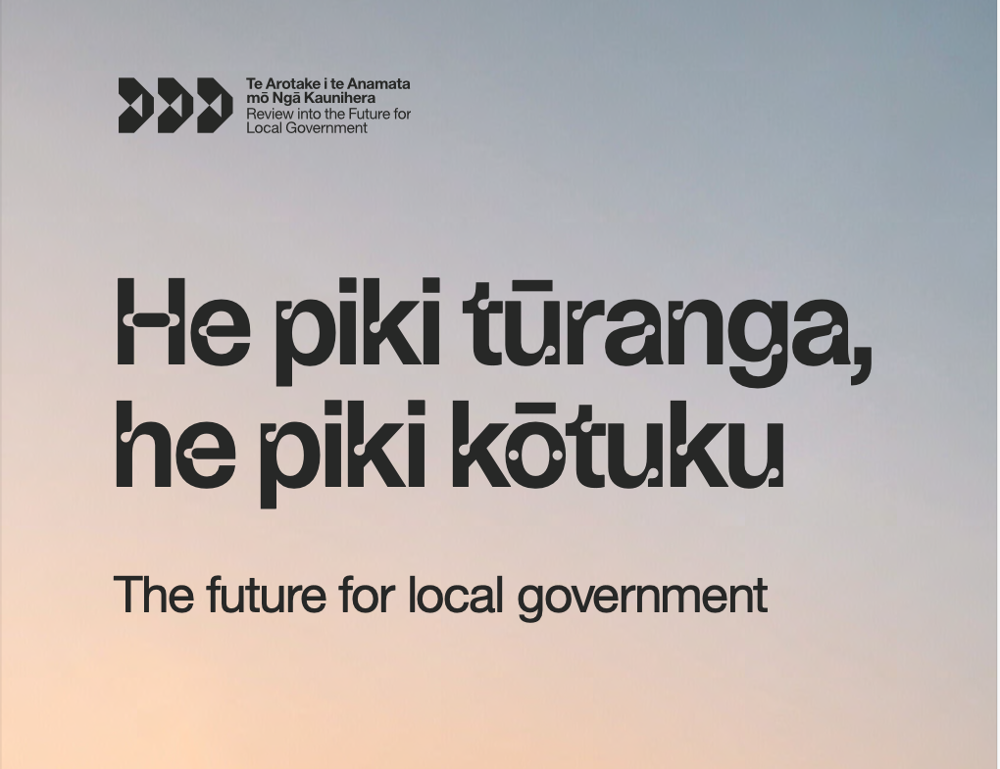 Te Arotake i te Anamata
mō Ngā Kaunihera
Review into the Future for
Local Government
He piki tūranga,
he piki kōtuku
The future for local government